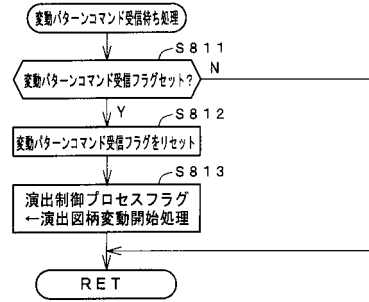 変動パターンコマンド受信待ち処理
S811
変動パターンコマンド受信フラグセット?
N
Y
S812
変動パターンコマンド受信フラグをリセット
S813
演出制御プロセスフラグ
←演出図柄変動開始処理
RET